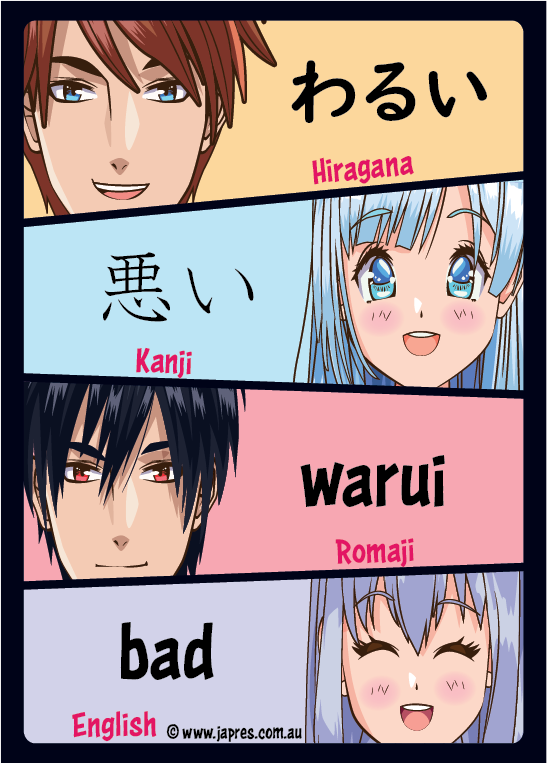 わるい
Hiragana
悪い
Kanji
warui
Romaji
bad
English © www.japres.com.au